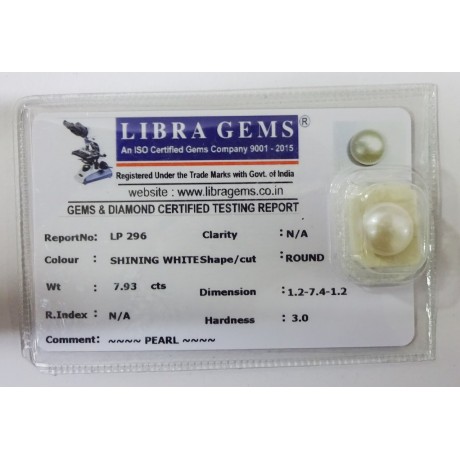 LIBRA GEMS ®
An ISO Certified Gems Company 9001 - 2015
Registered Under the Trade Marks with Govt. of India
website : www.libragems.co.in
GEMS & DIAMOND CERTIFIED TESTING REPORT
ReportNo: LP 296 Clarity : N/A
Colour : SHINING WHITE Shape/cut : ROUND
Wt : 7.93 cts Dimension : 1.2-7.4-1.2
R.Index : N/A Hardness : 3.0
Comment: ~~~~ PEARL ~~~~